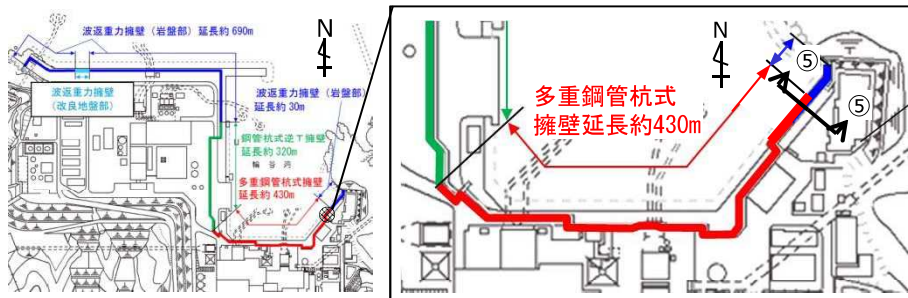 波返重力擁壁（岩盤部）延長約690m
N
波返重力擁壁
（改良地盤部）
波返重力擁壁（岩盤部）
延長約30m
鋼管杭式逆T擁壁
延長約320m
輪谷湾
多重鋼管杭式擁壁
延長約430m
N
⑤
⑤
多重鋼管杭式
擁壁延長約430m